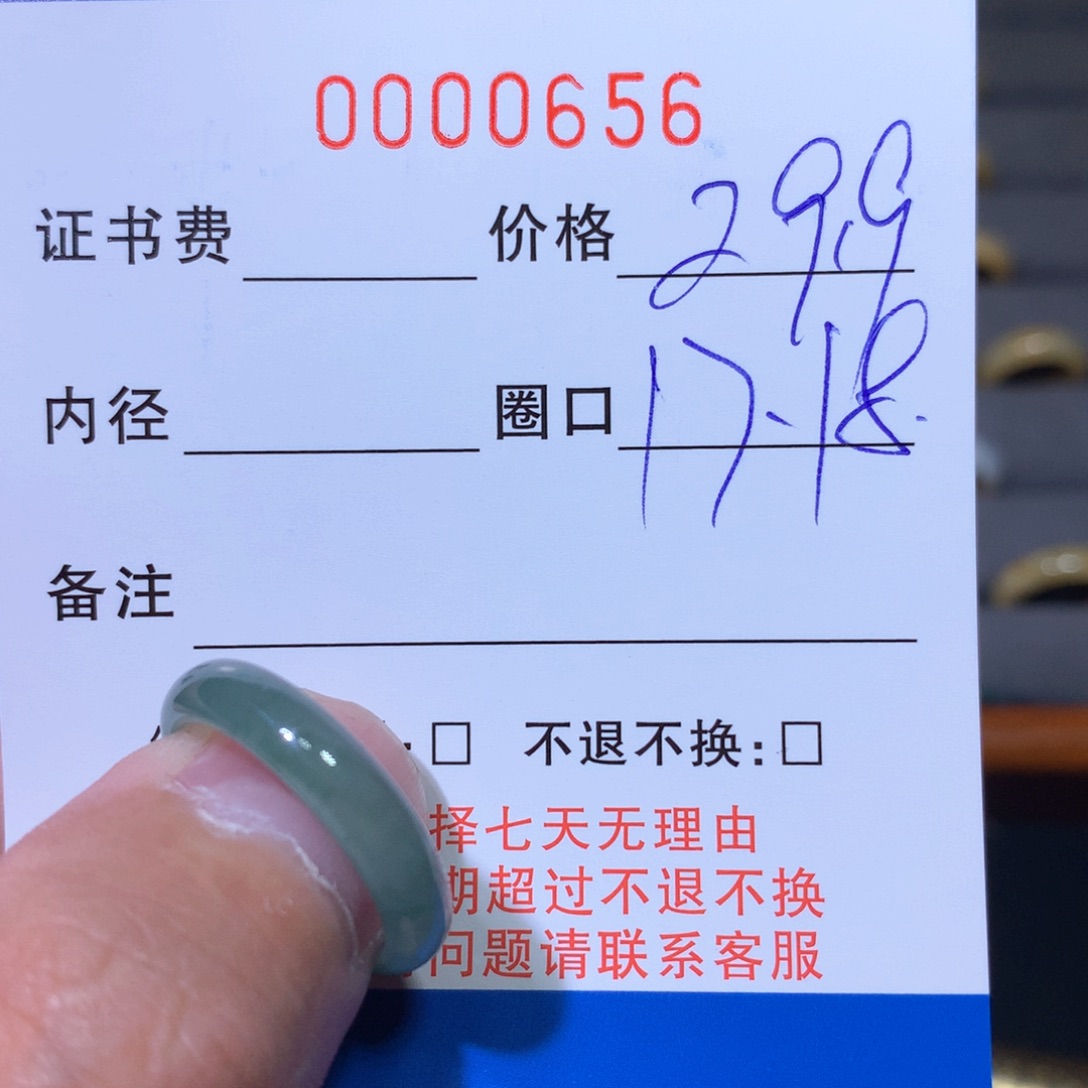 0000656
证书费 价格 29.9
内径 圈口 17.18.
备注
: □ 不退不换: □
择七天无理由
期超过不退不换
问题请联系客服